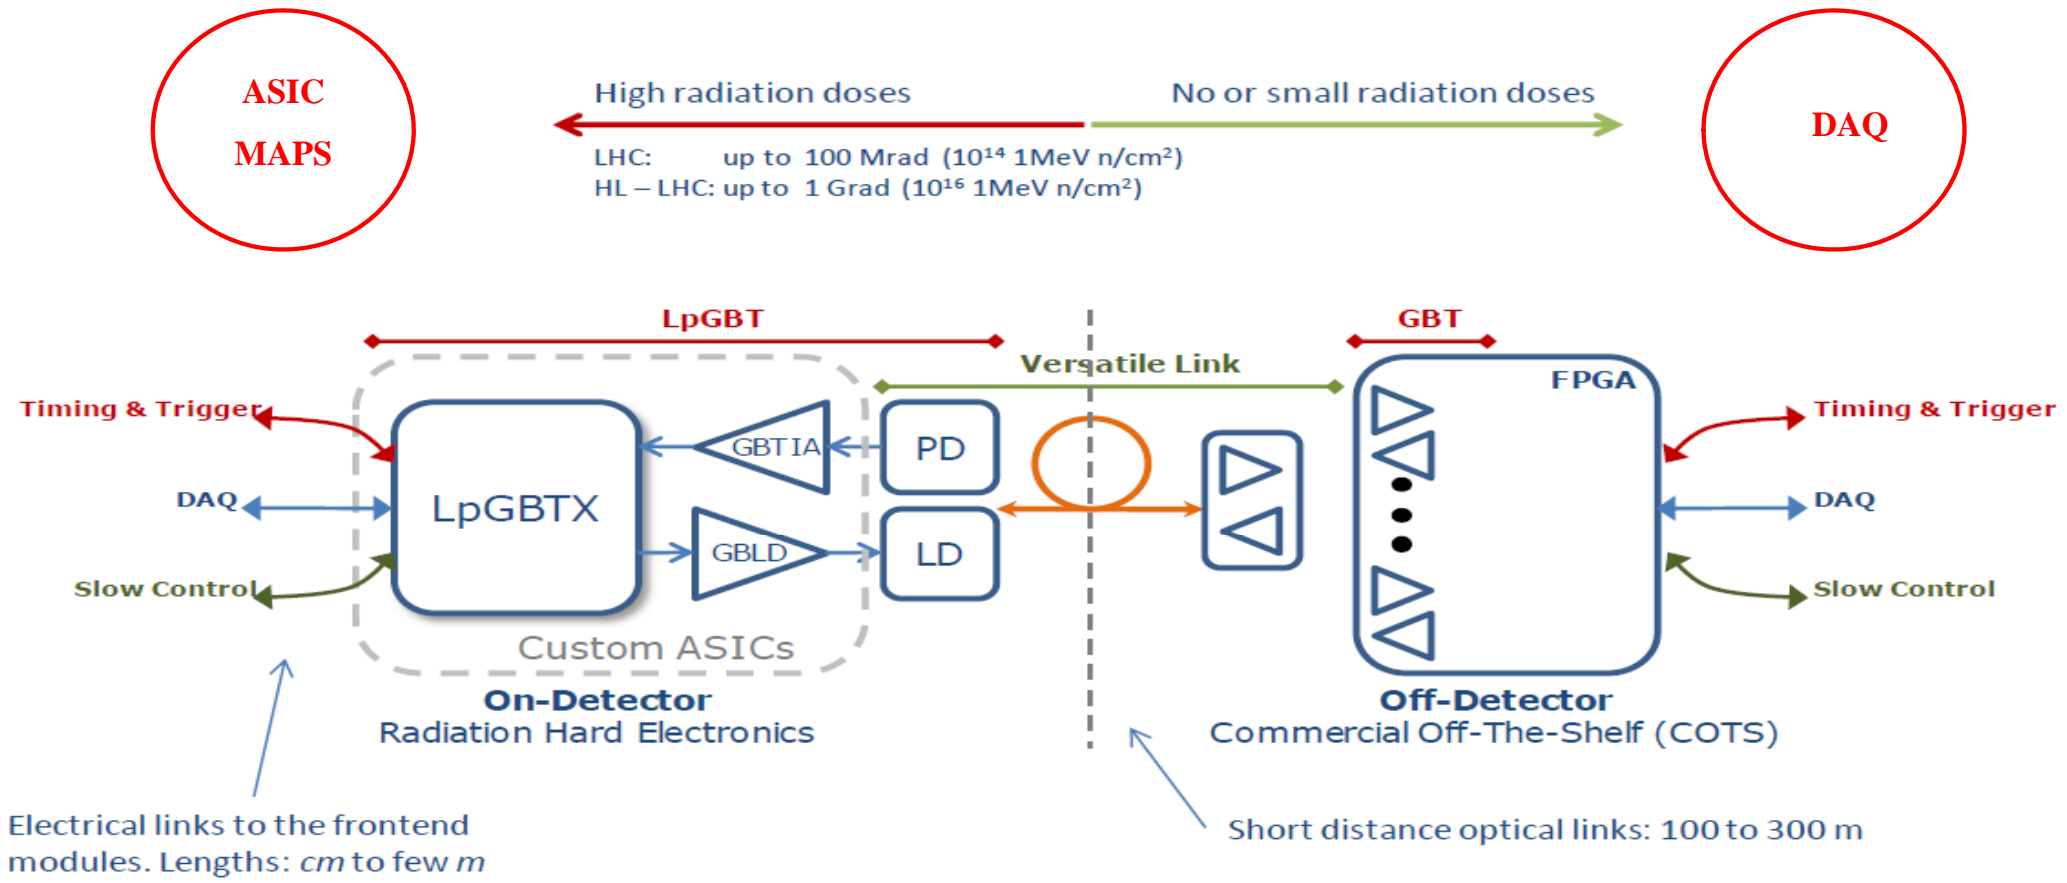 ASIC
MAPS
High radiation doses
No or small radiation doses
DAQ
LHC: up to 100 Mrad (10¹⁴ 1MeV n/cm²)
HL – LHC: up to 1 Grad (10¹⁶ 1MeV n/cm²)
LpGBT
GBT
Versatile Link
FPGA
Timing & Trigger
DAQ
Slow Control
LpGBTX
GBTIA
GBLD
PD
LD
Timing & Trigger
DAQ
Slow Control
Custom ASICs
On-Detector
Radiation Hard Electronics
Off-Detector
Commercial Off-The-Shelf (COTS)
Electrical links to the frontend
modules. Lengths: cm to few m
Short distance optical links: 100 to 300 m